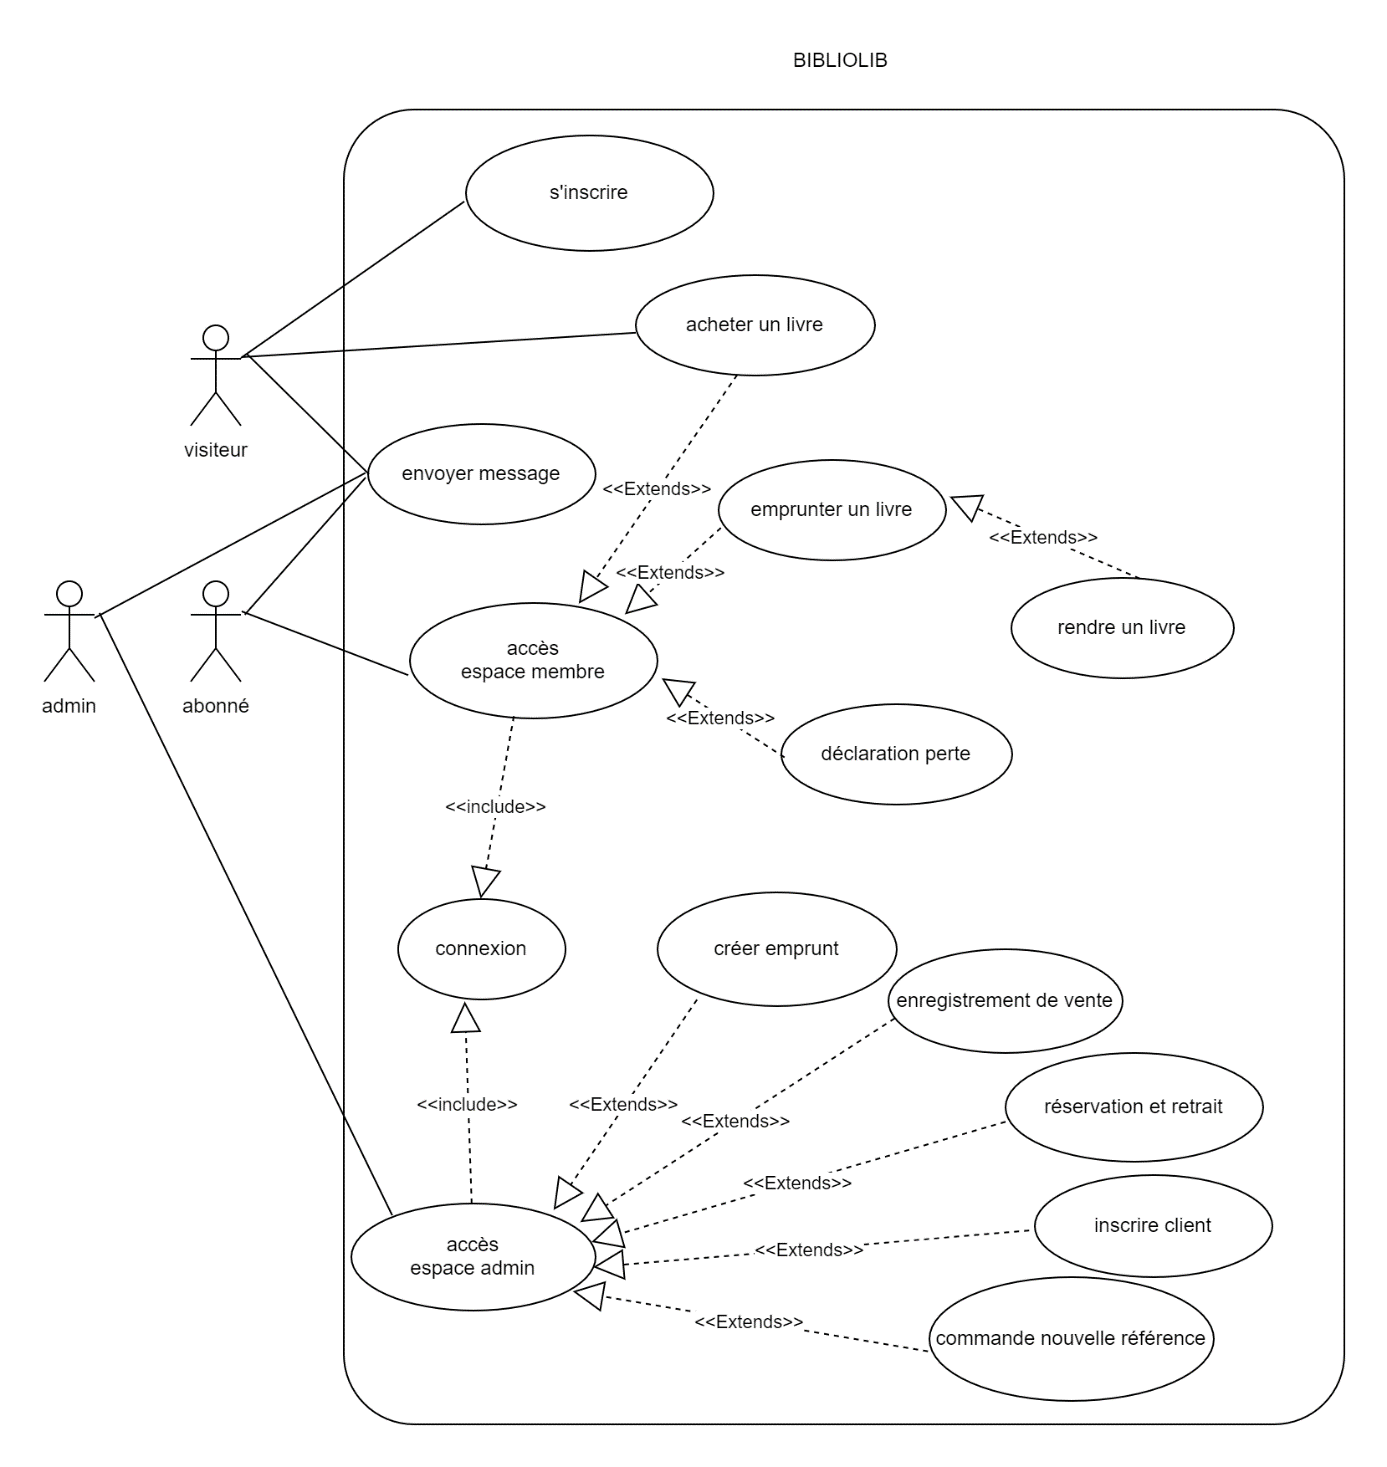 BIBLIOLIB
s'inscrire
acheter un livre
visiteur
envoyer message
<<Extends>>
emprunter un livre
<<Extends>>
<<Extends>>
rendre un livre
accès
espace membre
admin
abonné
<<Extends>>
déclaration perte
<<include>>
connexion
créer emprunt
enregistrement de vente
<<include>>
<<Extends>>
<<Extends>>
réservation et retrait
<<Extends>>
inscrire client
accès
espace admin
<<Extends>>
<<Extends>>
commande nouvelle référence